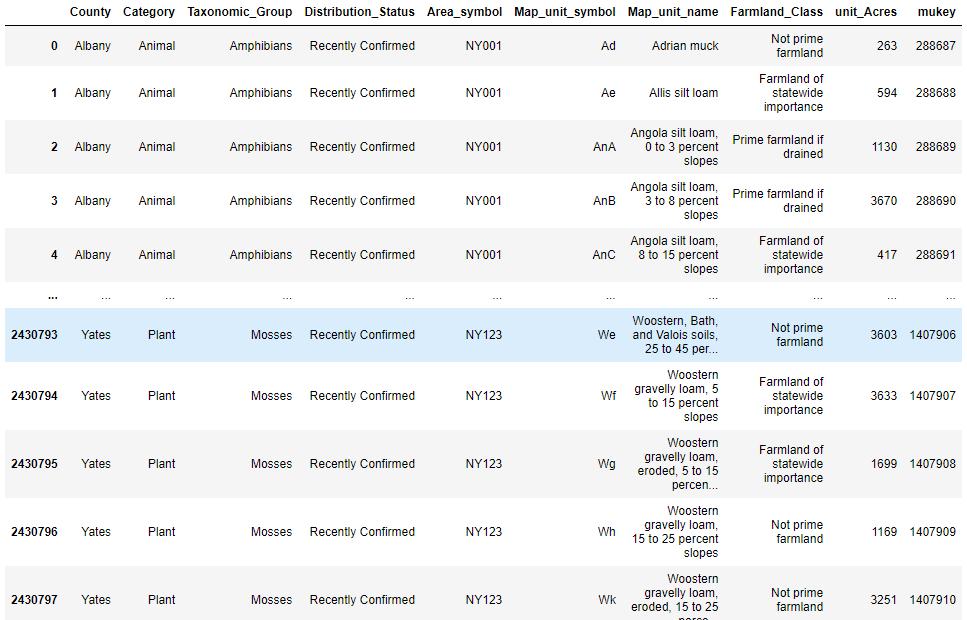 County Category Taxonomic_Group Distribution_Status Area_symbol Map_unit_symbol Map_unit_name Farmland_Class unit_Acres mukey
0 Albany Animal Amphibians Recently Confirmed NY001 Ad Adrian muck Not prime farmland 263 288687
1 Albany Animal Amphibians Recently Confirmed NY001 Ae Allis silt loam Farmland of statewide importance 594 288688
2 Albany Animal Amphibians Recently Confirmed NY001 AnA Angola silt loam, 0 to 3 percent slopes Prime farmland if drained 1130 288689
3 Albany Animal Amphibians Recently Confirmed NY001 AnB Angola silt loam, 3 to 8 percent slopes Prime farmland if drained 3670 288690
4 Albany Animal Amphibians Recently Confirmed NY001 AnC Angola silt loam, 8 to 15 percent slopes Farmland of statewide importance 417 288691
... ... ... ... ... ... ... ... ... ... ...
2430793 Yates Plant Mosses Recently Confirmed NY123 We Woostern, Bath, and Valois soils, 25 to 45 per... Not prime farmland 3603 1407906
2430794 Yates Plant Mosses Recently Confirmed NY123 Wf Woostern gravelly loam, 5 to 15 percent slopes Farmland of statewide importance 3633 1407907
2430795 Yates Plant Mosses Recently Confirmed NY123 Wg Woostern gravelly loam, eroded, 5 to 15 percen... Farmland of statewide importance 1699 1407908
2430796 Yates Plant Mosses Recently Confirmed NY123 Wh Woostern gravelly loam, 15 to 25 percent slopes Not prime farmland 1169 1407909
2430797 Yates Plant Mosses Recently Confirmed NY123 Wk Woostern gravelly loam, eroded, 15 to 25 Not prime farmland 3251 1407910